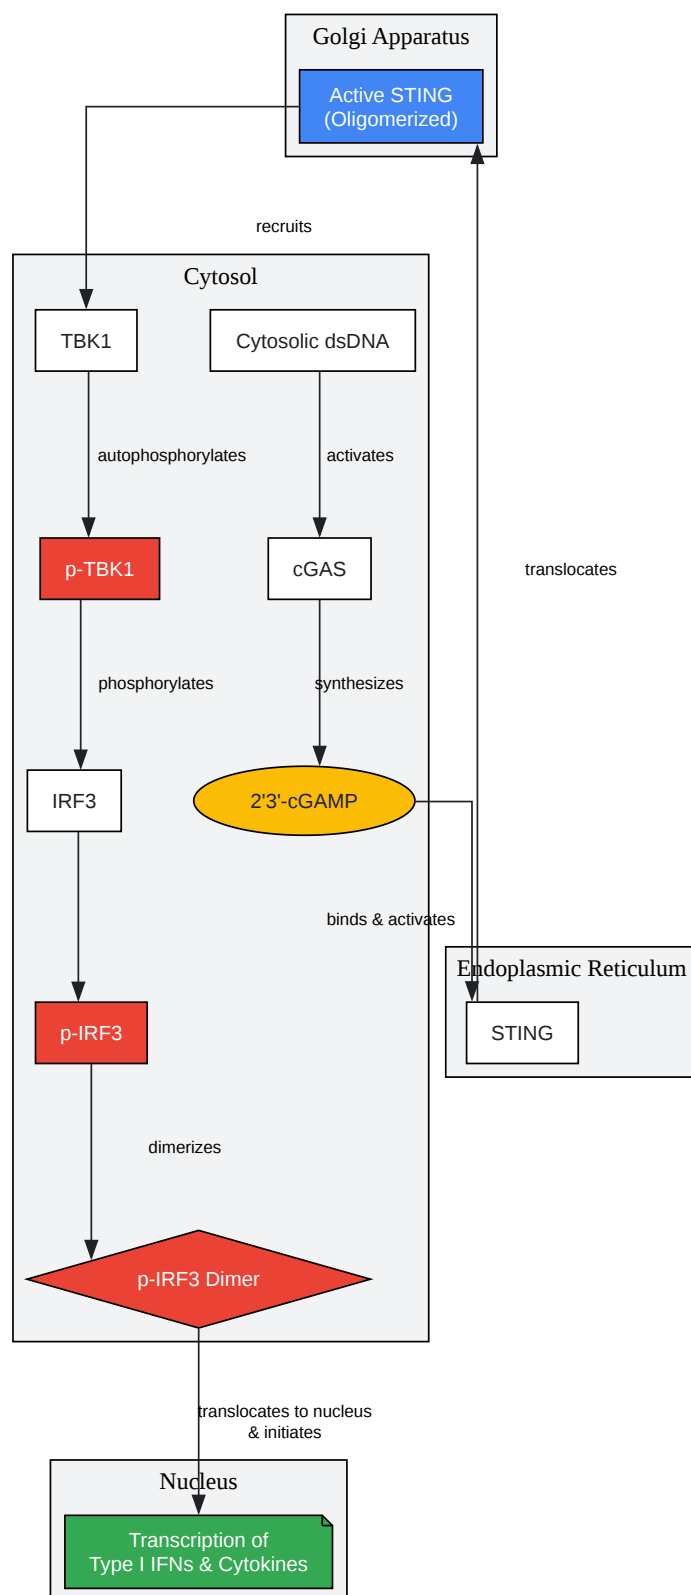 Golgi Apparatus
Active STING
(Oligomerized)
recruits
Cytosol
TBK1
Cytosolic dsDNA
autophosphorylates
activates
p-TBK1
cGAS
translocates
phosphorylates
synthesizes
IRF3
2'3'-cGAMP
binds & activates
Endoplasmic Reticulum
p-IRF3
STING
dimerizes
p-IRF3 Dimer
translocates to nucleus
& initiates
Nucleus
Transcription of
Type I IFNs & Cytokines